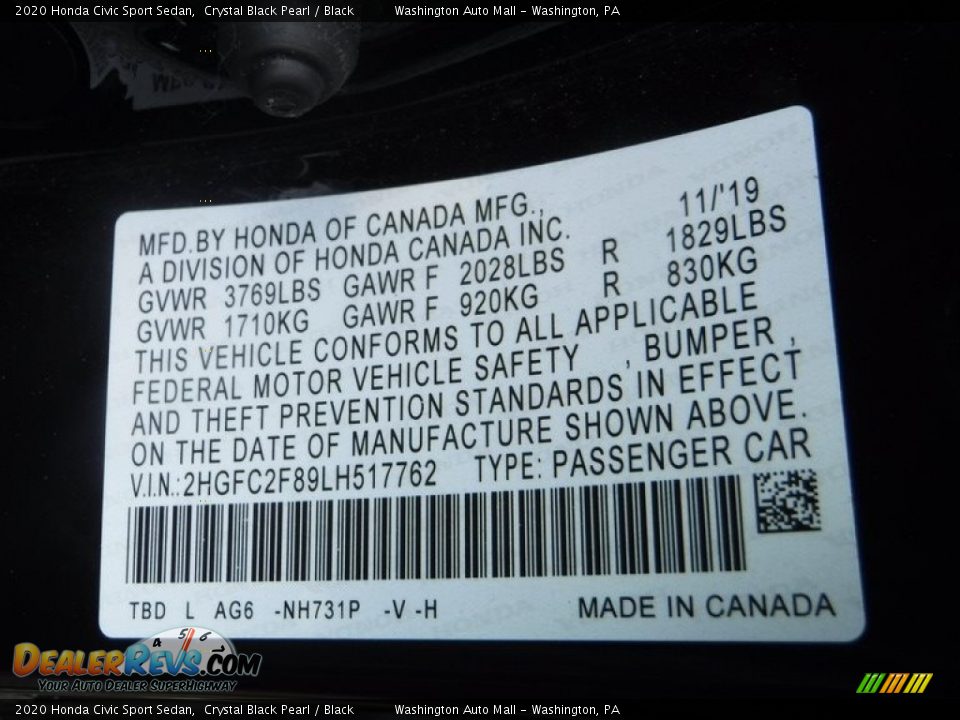 2020 Honda Civic Sport Sedan, Crystal Black Pearl / Black Washington Auto Mall - Washington, PA
MFD.BY HONDA OF CANADA MFG., 11/'19
A DIVISION OF HONDA CANADA INC.
GVWR 3769LBS GAWR F 2028LBS R 1829LBS
GVWR 1710KG GAWR F 920KG R 830KG
THIS VEHICLE CONFORMS TO ALL APPLICABLE
FEDERAL MOTOR VEHICLE SAFETY , BUMPER ,
AND THEFT PREVENTION STANDARDS IN EFFECT
ON THE DATE OF MANUFACTURE SHOWN ABOVE.
V.I.N.:2HGFC2F89LH517762 TYPE: PASSENGER CAR
TBD L AG6 -NH731P -V -H MADE IN CANADA
4 5 6 7
DEALERREVS.COM
YOUR AUTO DEALER SUPERHIGHWAY
2020 Honda Civic Sport Sedan, Crystal Black Pearl / Black Washington Auto Mall - Washington, PA